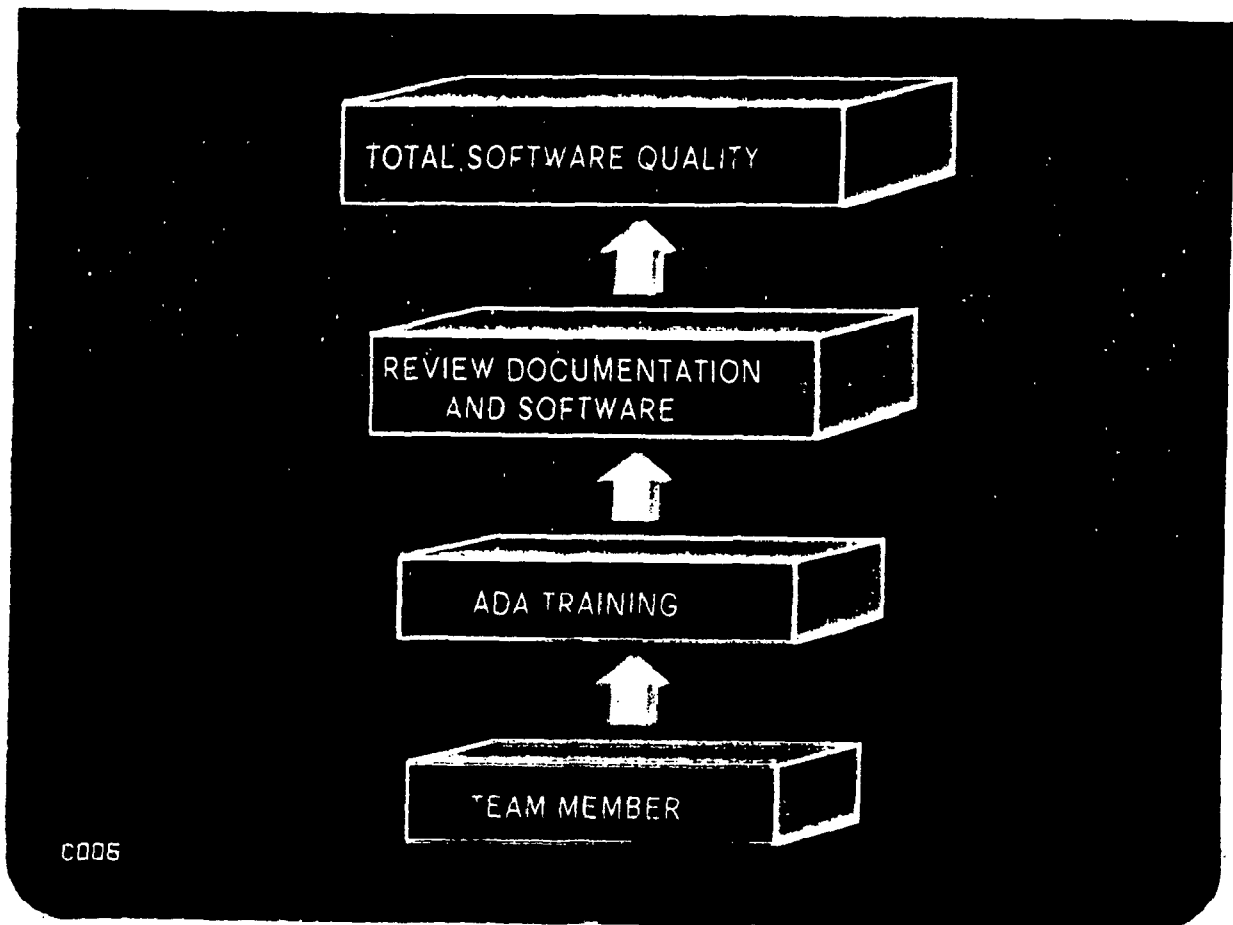 TOTAL SOFTWARE QUALITY
REVIEW DOCUMENTATION
AND SOFTWARE
ADA TRAINING
TEAM MEMBER
C006